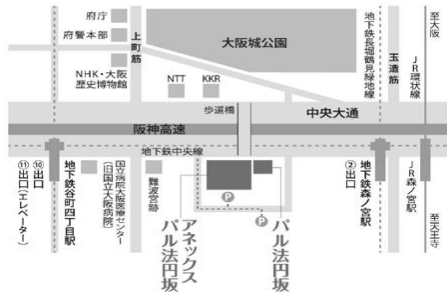 府庁
府警本部
NHK・大阪
歴史博物館
上町筋
大阪城公園
NTT
KKR
地下鉄長堀鶴見緑地線
玉造筋
JR環状線
至大阪
歩道橋
中央大通
阪神高速
地下鉄中央線
⑩出口
⑪出口(エレベーター)
地下鉄谷町四丁目駅
国立病院大阪医療センター
(旧国立大阪病院)
難波宮跡
P
P
アネックス
パル法円坂
パル法円坂
②出口
地下鉄森ノ宮駅
JR森ノ宮駅
至天王寺